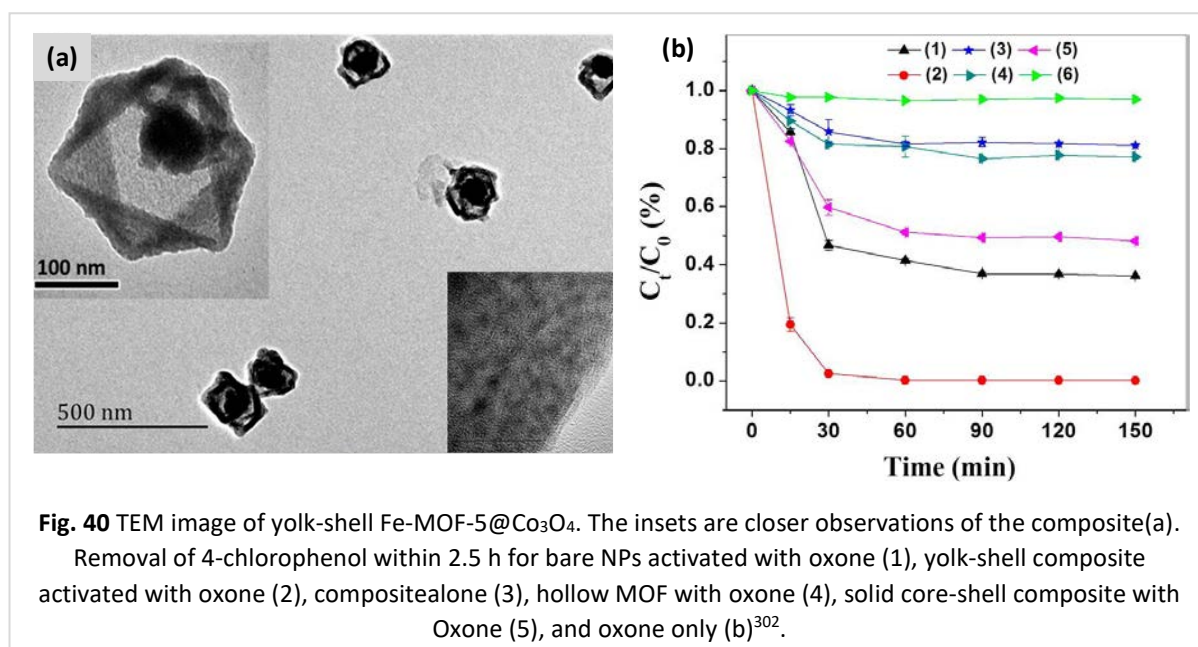 (a)
100 nm
500 nm
(b)
(1) (3) (5)
(2) (4) (6)
1.0
0.8
0.6
0.4
0.2
0.0
C_t/C_0 (%)
0 30 60 90 120 150
Time (min)
Fig. 40 TEM image of yolk-shell Fe-MOF-5@Co₃O₄. The insets are closer observations of the composite(a).
Removal of 4-chlorophenol within 2.5 h for bare NPs activated with oxone (1), yolk-shell composite
activated with oxone (2), compositealone (3), hollow MOF with oxone (4), solid core-shell composite with
Oxone (5), and oxone only (b)³⁰².